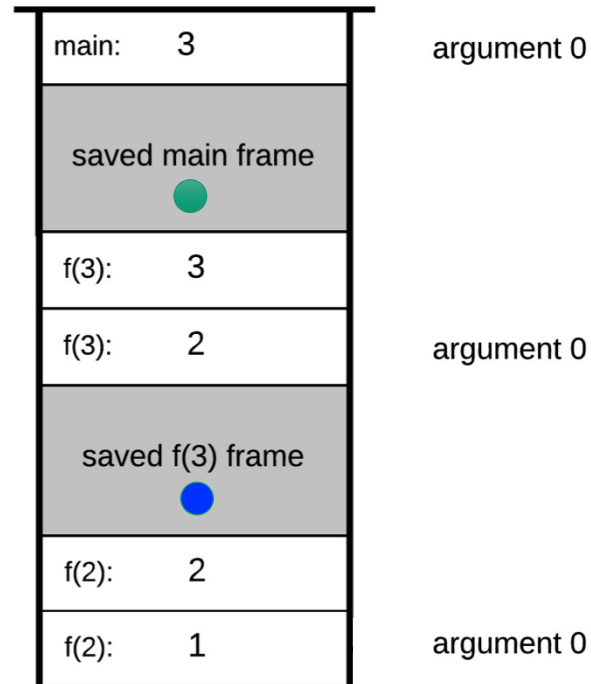 main: 3 argument 0
saved main frame
f(3): 3
f(3): 2 argument 0
saved f(3) frame
f(2): 2
f(2): 1 argument 0